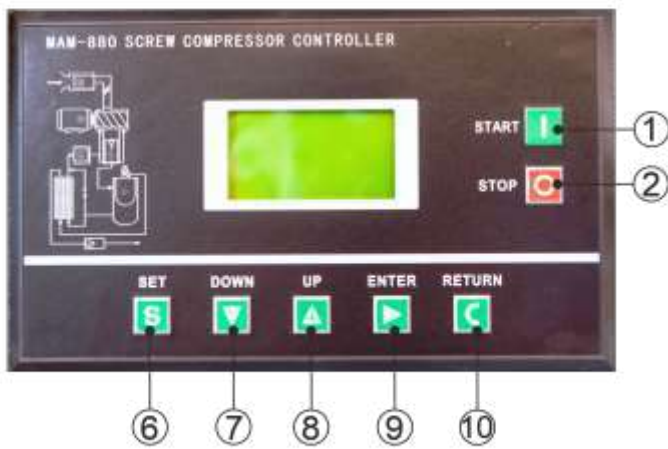 MAM-880 SCREW COMPRESSOR CONTROLLER
START
①
STOP
②
SET DOWN UP ENTER RETURN
S
C
⑥ ⑦ ⑧ ⑨ ⑩